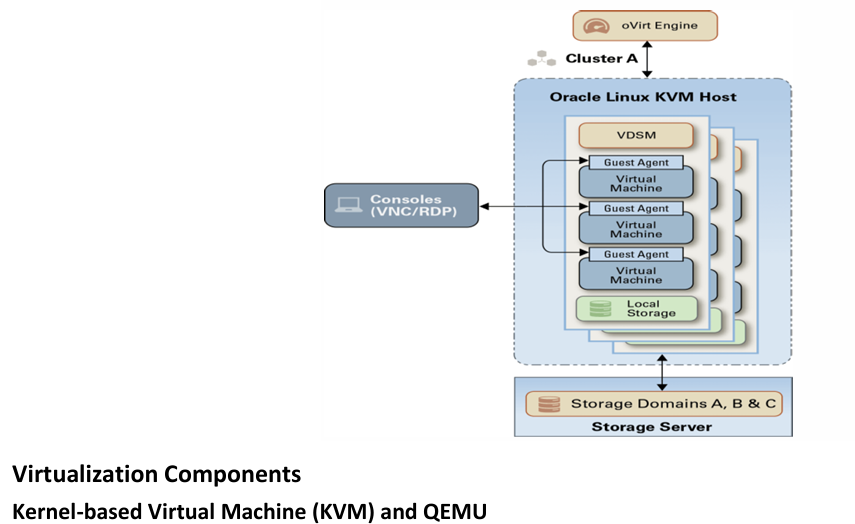 oVirt Engine
Cluster A
Oracle Linux KVM Host
VDSM
Guest Agent
Virtual
Machine
Consoles
(VNC/RDP)
Guest Agent
Virtual
Machine
Guest Agent
Virtual
Machine
Local
Storage
Storage Domains A, B & C
Storage Server
Virtualization Components
Kernel-based Virtual Machine (KVM) and QEMU